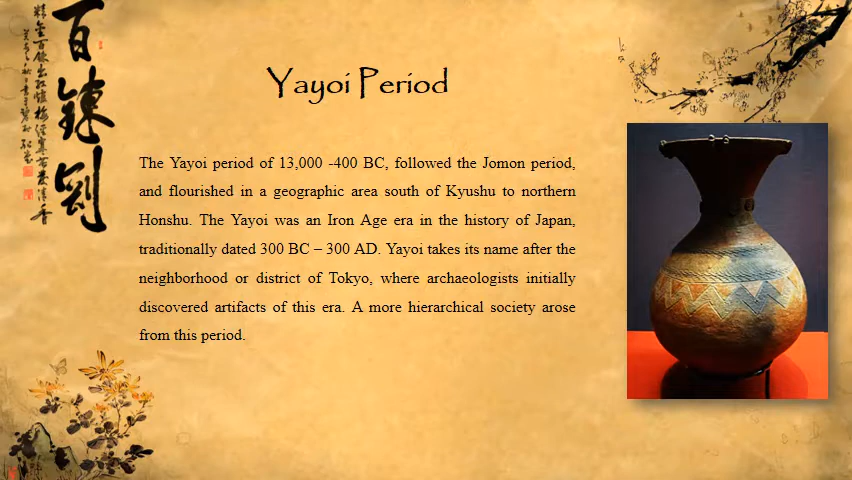 百
錬
剛
Yayoi Period
The Yayoi period of 13,000 -400 BC, followed the Jomon period,
and flourished in a geographic area south of Kyushu to northern
Honshu. The Yayoi was an Iron Age era in the history of Japan,
traditionally dated 300 BC – 300 AD. Yayoi takes its name after the
neighborhood or district of Tokyo, where archaeologists initially
discovered artifacts of this era. A more hierarchical society arose
from this period.